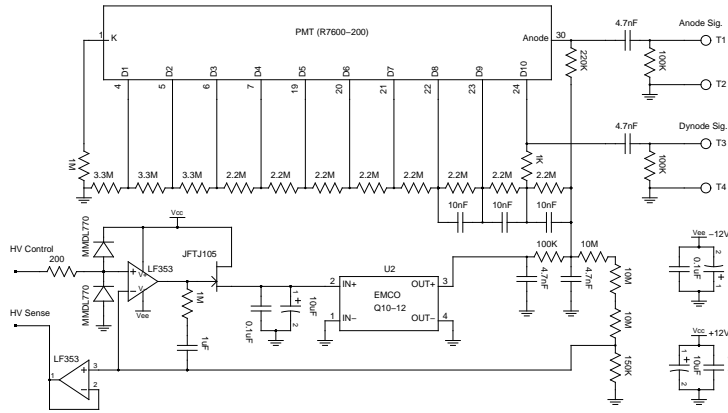 PMT (R7600−200)
K
1
Anode
30
4.7nF
Anode Sig.
T1
220K
100K
T2
D1
D2
D3
D4
D5
D6
D7
D8
D9
D10
4
5
6
7
19
20
21
22
23
24
4.7nF
Dynode Sig.
T3
100K
T4
1M
3.3M
3.3M
3.3M
2.2M
2.2M
2.2M
2.2M
2.2M
2.2M
1K
2.2M
10nF
10nF
10nF
MMDL770
Vcc
HV Control
200
JFTJ105
LF353
V+
V−
Vee
MMDL770
1M
1uF
0.1uF
1
2
10uF
U2
2
IN+
OUT+
3
EMCO
Q10−12
1
IN−
OUT−
4
100K
10M
4.7nF
4.7nF
10M
10M
150K
Vee
−12V
0.1uF
1
2
Vcc
+12V
1
2
10uF
HV Sense
LF353
1
3
2